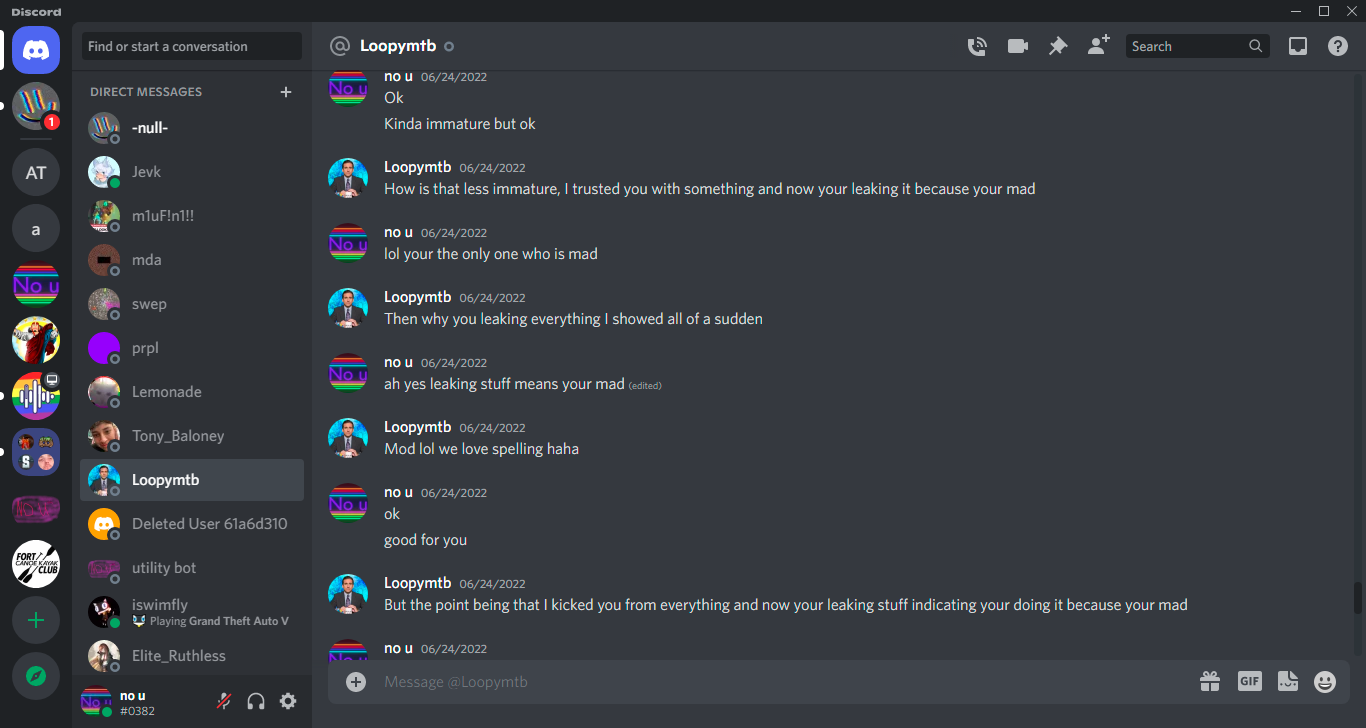 Discord
Find or start a conversation
DIRECT MESSAGES
-null-
Jevk
m1uF!n1!!
mda
swep
prpl
Lemonade
Tony_Baloney
Loopymtb
Deleted User 61a6d310
utility bot
iswimfly
Playing Grand Theft Auto V
Elite_Ruthless
no u
#0382
1
AT
a
No u
S
FORT
CANOE KAYAK
CLUB
Loopymtb
Search
no u 06/24/2022
Ok
Kinda immature but ok
Loopymtb 06/24/2022
How is that less immature, I trusted you with something and now your leaking it because your mad
no u 06/24/2022
lol your the only one who is mad
Loopymtb 06/24/2022
Then why you leaking everything I showed all of a sudden
no u 06/24/2022
ah yes leaking stuff means your mad (edited)
Loopymtb 06/24/2022
Mod lol we love spelling haha
no u 06/24/2022
ok
good for you
Loopymtb 06/24/2022
But the point being that I kicked you from everything and now your leaking stuff indicating your doing it because your mad
no u 06/24/2022
Message @Loopymtb
GIF